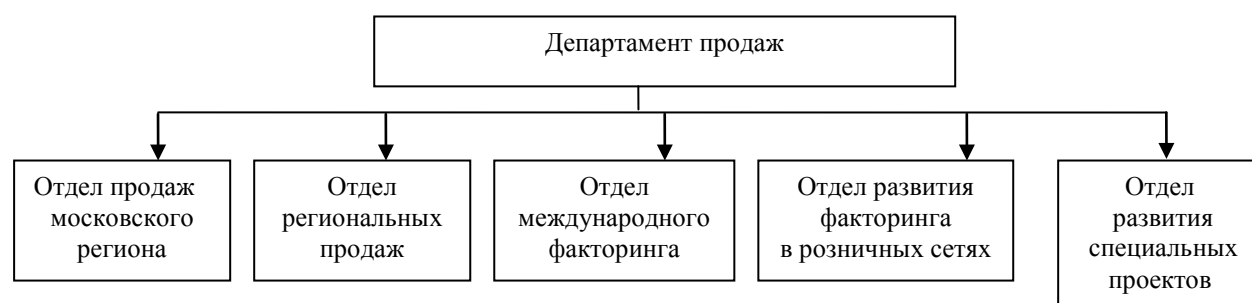 Департамент продаж
Отдел продаж
московского
региона
Отдел
региональных
продаж
Отдел
международного
факторинга
Отдел развития
факторинга
в розничных сетях
Отдел
развития
специальных
проектов